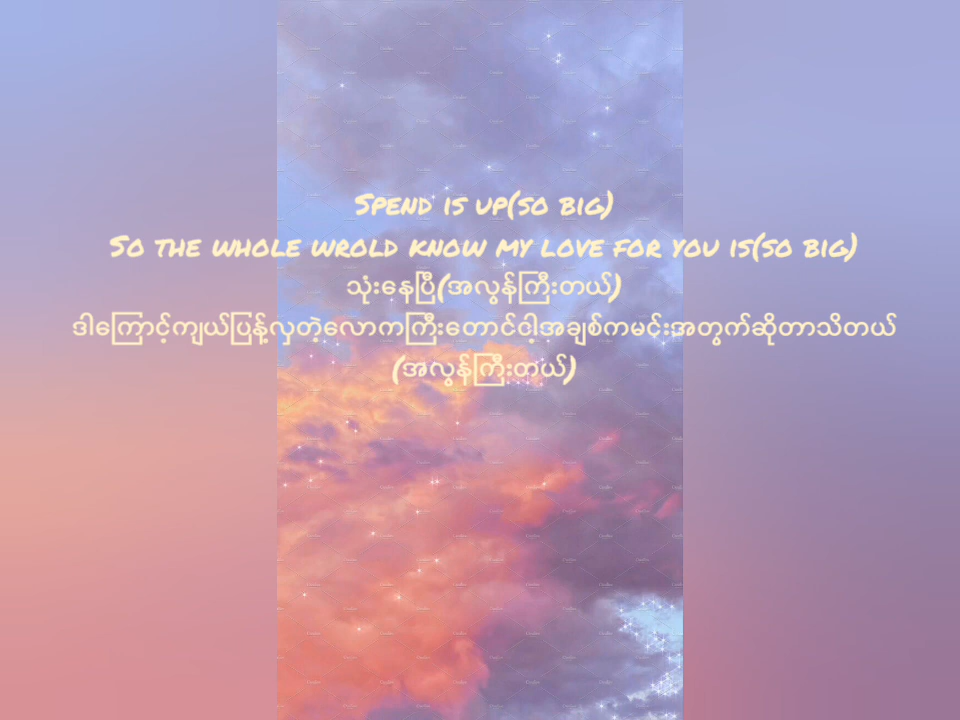 Spend is up(so big)
So the whole wrold know my love for you is(so big)
သုံးနေပြီ(အလွန်ကြီးတယ်)
ဒါကြောင့်ကျယ်ပြန့်လှတဲ့လောကကြီးတောင်ငါ့အချစ်ကမင်းအတွက်ဆိုတာသိတယ်
(အလွန်ကြီးတယ်)